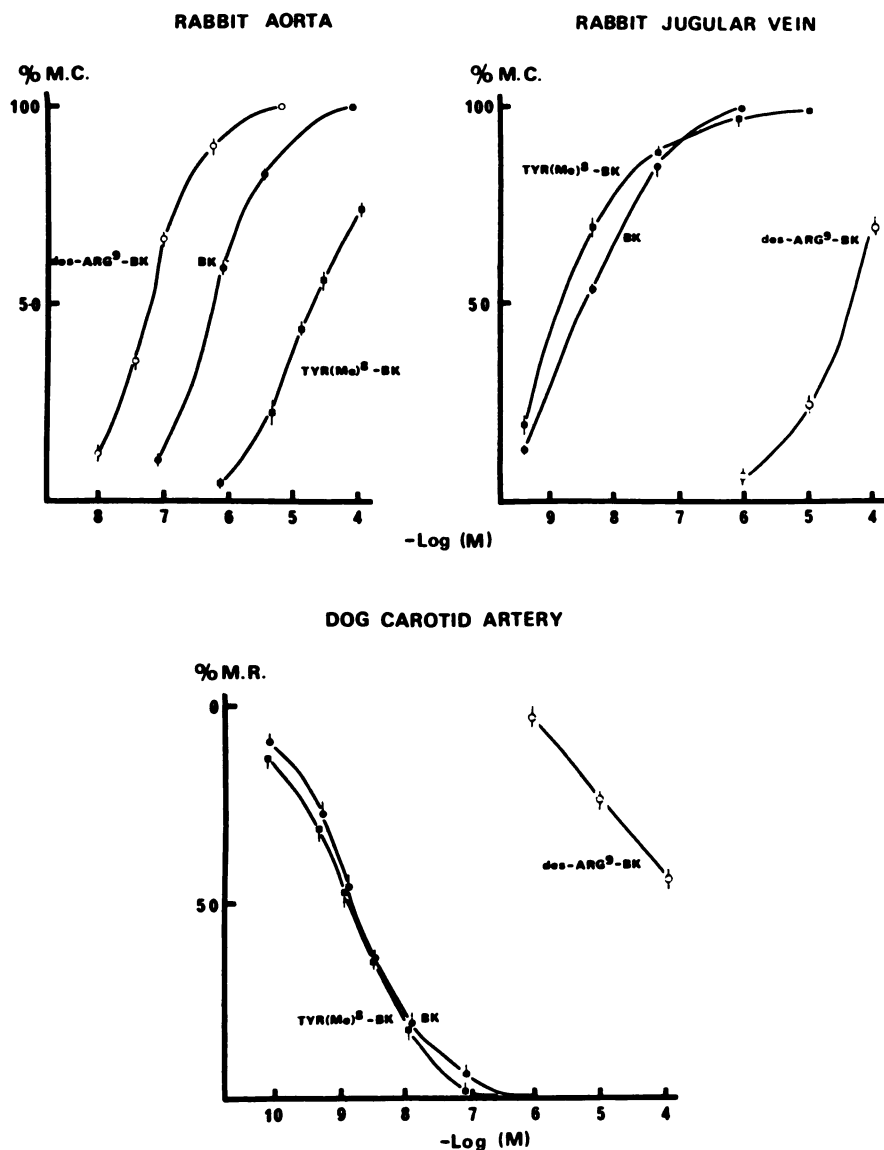 RABBIT AORTA
% M.C.
100
50
des-ARG9-BK
BK
TYR(Me)8-BK
8 7 6 5 4
RABBIT JUGULAR VEIN
TYR(Me)8-BK
BK
des-ARG9-BK
9 8 7 6 5 4
-Log (M)
DOG CAROTID ARTERY
% M.R.
0
50
TYR(Me)8-BK
BK
des-ARG9-BK
10 9 8 7 6 5 4
-Log (M)